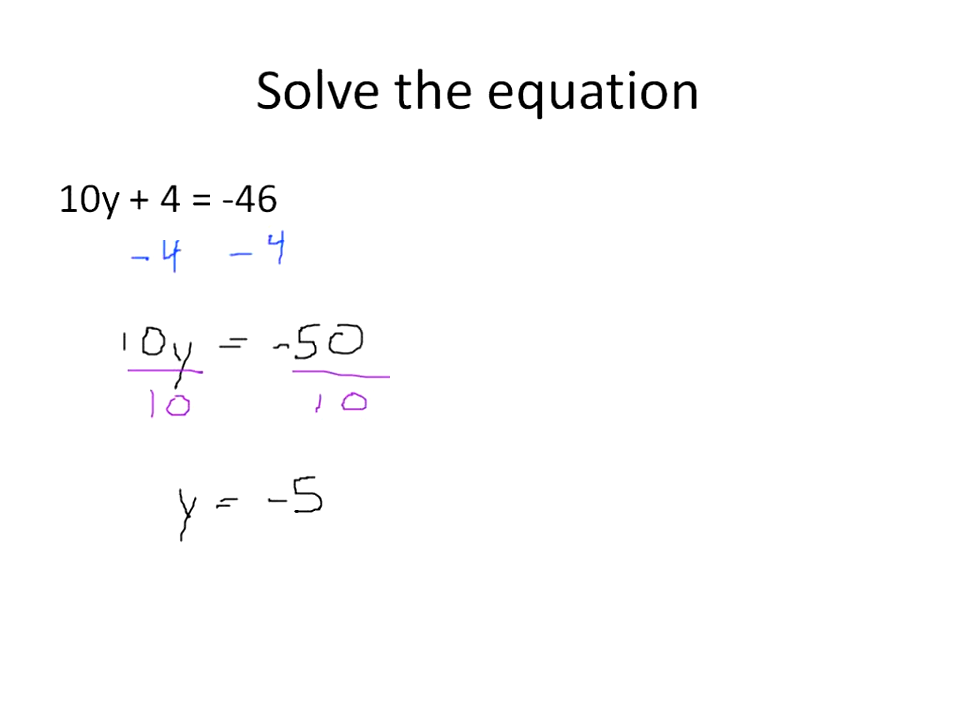 Solve the equation
10y + 4 = -46
- 4 - 4
10y = -50
10 10
y = -5